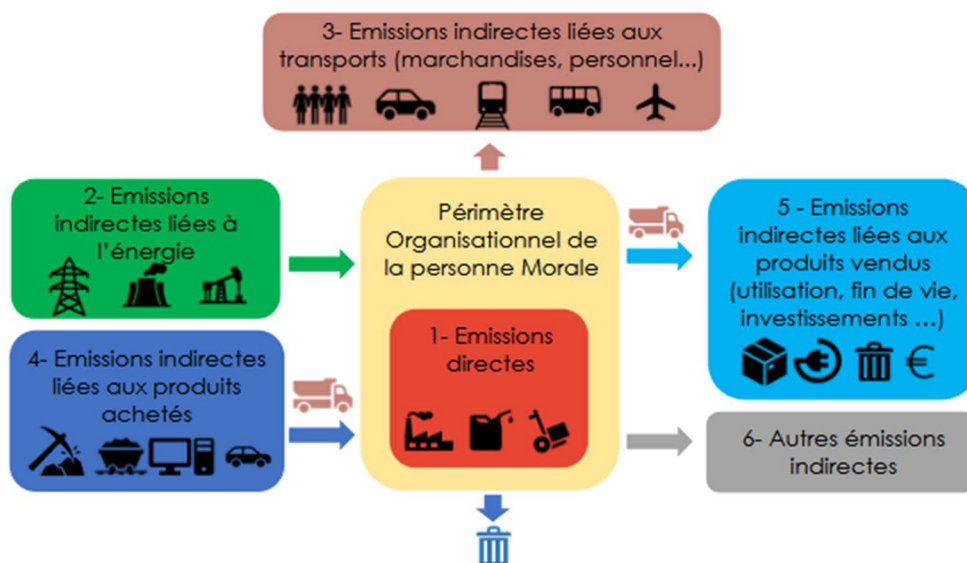 3- Emissions indirectes liées aux
transports (marchandises, personnel...)
2- Emissions
indirectes liées à
l'énergie
Périmètre
Organisationnel de
la personne Morale
5 - Emissions
indirectes liées aux
produits vendus
(utilisation, fin de vie,
investissements ...)
€
4- Emissions indirectes
liées aux produits
achetés
1- Emissions
directes
6- Autres émissions
indirectes